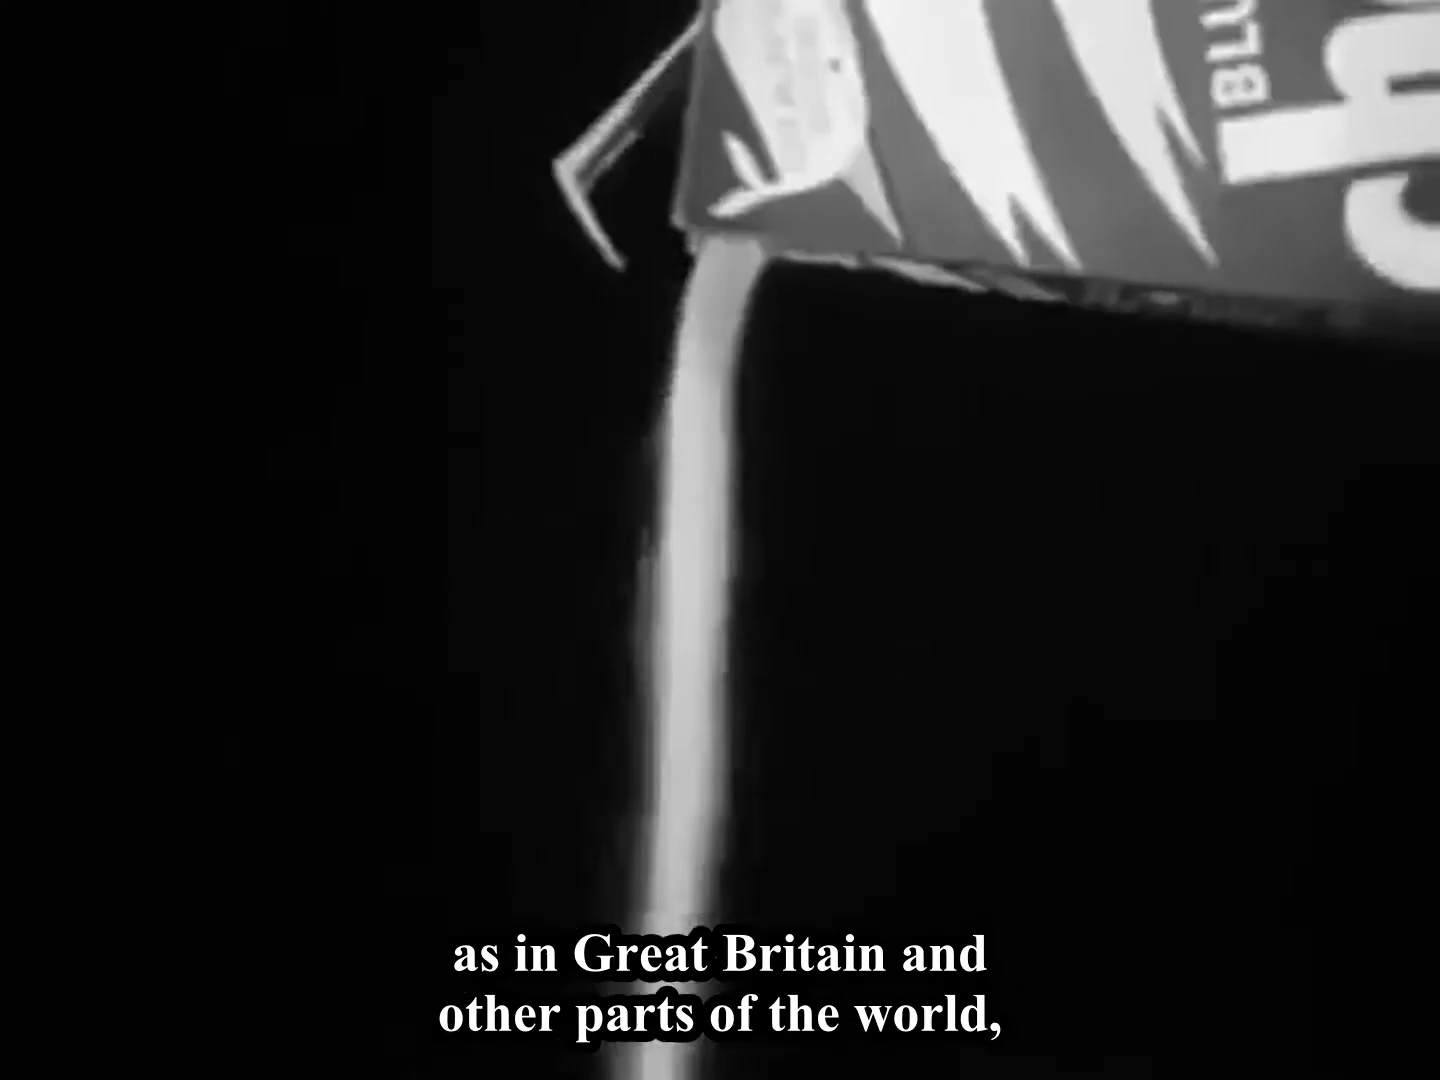 as in Great Britain and
other parts of the world,